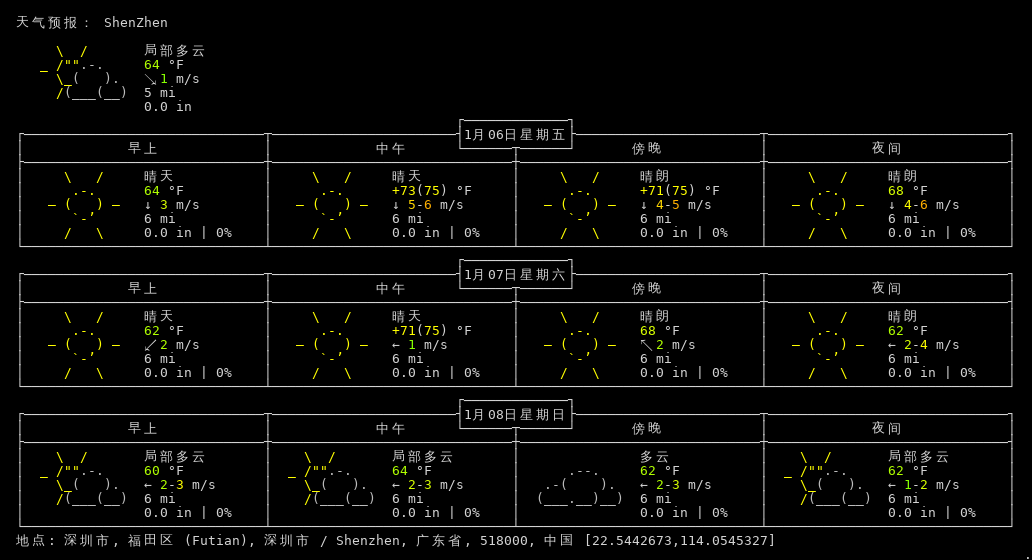 天气预报： ShenZhen
局部多云
64 °F
↘ 1 m/s
5 mi
0.0 in
1月06日星期五
早上 中午 傍晚 夜间
晴天 晴天 晴朗 晴朗
64 °F +73(75) °F +71(75) °F 68 °F
↓ 3 m/s ↓ 5-6 m/s ↓ 4-5 m/s ↓ 4-6 m/s
6 mi 6 mi 6 mi 6 mi
0.0 in | 0% 0.0 in | 0% 0.0 in | 0% 0.0 in | 0%
1月07日星期六
早上 中午 傍晚 夜间
晴天 晴天 晴朗 晴朗
62 °F +71(75) °F 68 °F 62 °F
↙ 2 m/s ← 1 m/s ↖ 2 m/s ← 2-4 m/s
6 mi 6 mi 6 mi 6 mi
0.0 in | 0% 0.0 in | 0% 0.0 in | 0% 0.0 in | 0%
1月08日星期日
早上 中午 傍晚 夜间
局部多云 局部多云 多云 局部多云
60 °F 64 °F 62 °F 62 °F
← 2-3 m/s ← 2-3 m/s ← 2-3 m/s ← 1-2 m/s
6 mi 6 mi 6 mi 6 mi
0.0 in | 0% 0.0 in | 0% 0.0 in | 0% 0.0 in | 0%
地点: 深圳市, 福田区 (Futian), 深圳市 / Shenzhen, 广东省, 518000, 中国 [22.5442673,114.0545327]